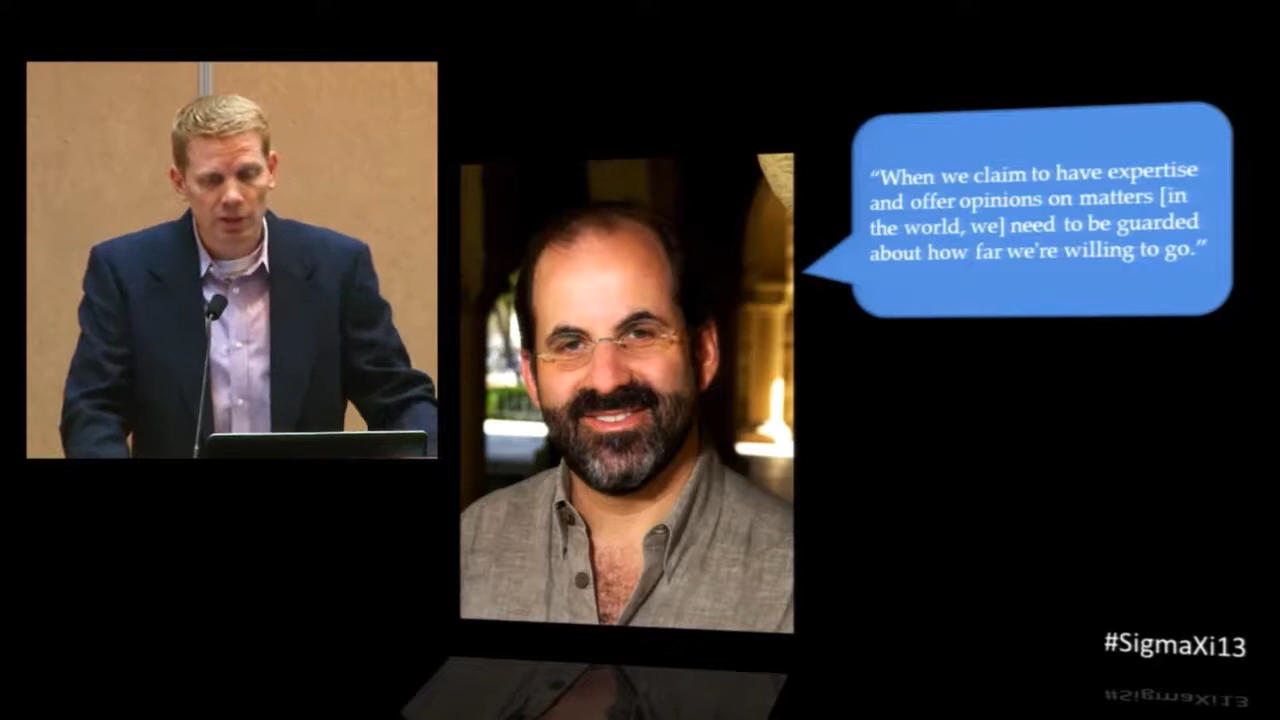 “When we claim to have expertise
and offer opinions on matters [in
the world, we] need to be guarded
about how far we're willing to go.”
#SigmaXi13